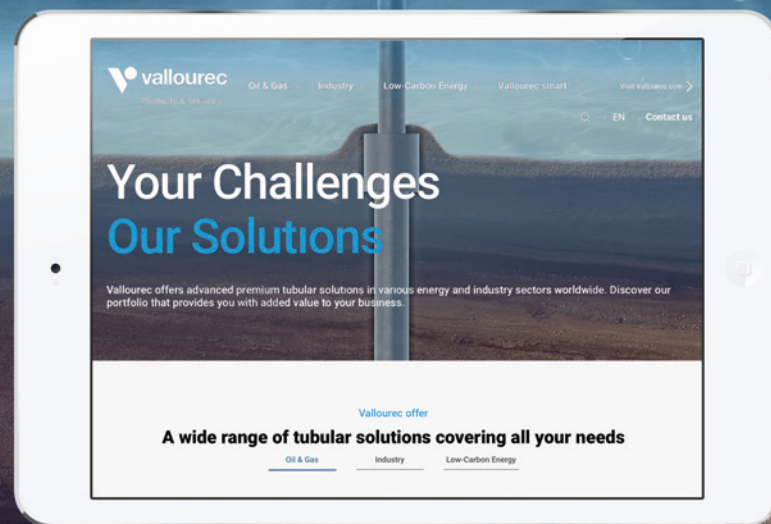 vallourec
Products & Services
Oil & Gas
Industry
Low-Carbon Energy
Vallourec smart
Visit Vallourec.com
EN
Contact us
Your Challenges
Our Solutions
Vallourec offers advanced premium tubular solutions in various energy and industry sectors worldwide. Discover our
portfolio that provides you with added value to your business.
Vallourec offer
A wide range of tubular solutions covering all your needs
Oil & Gas
Industry
Low-Carbon Energy